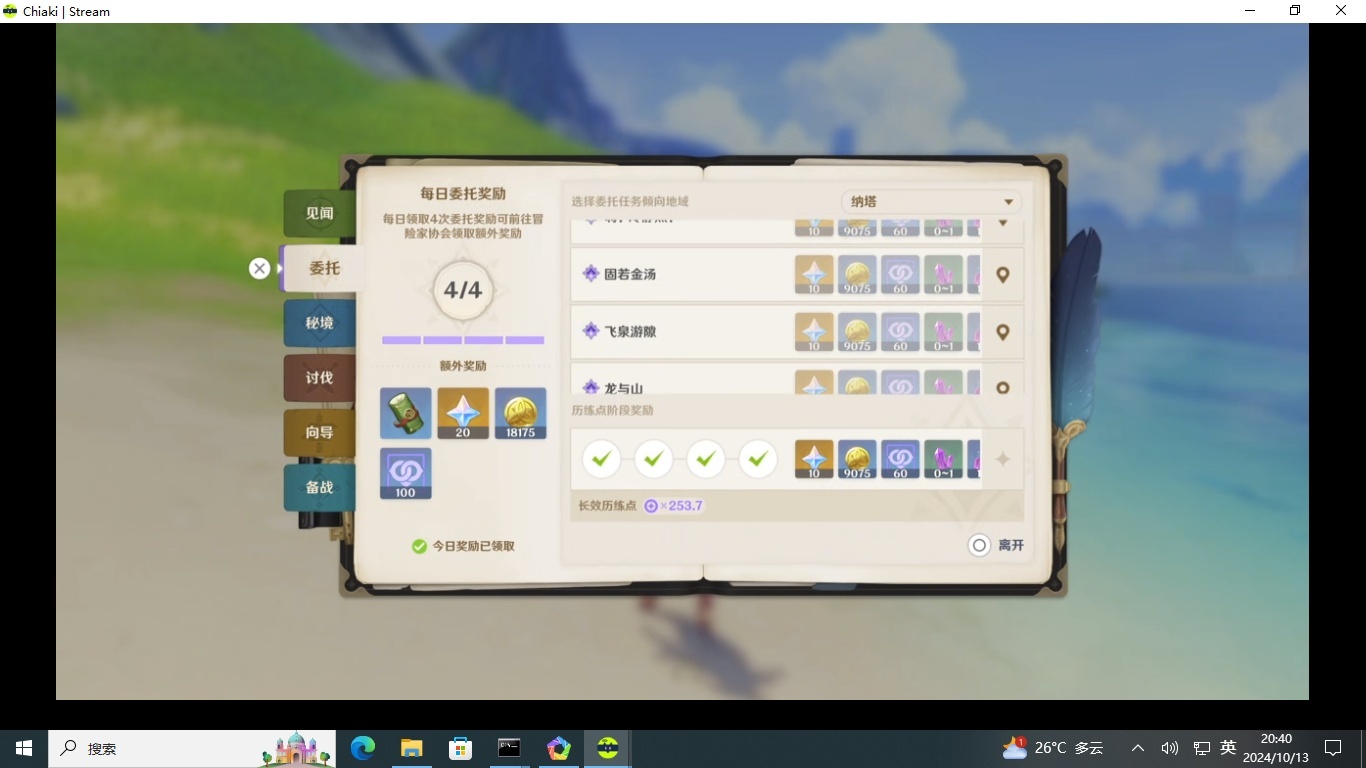 Chiaki | Stream
见闻
委托
秘境
讨伐
向导
备战
每日委托奖励
每日领取4次委托奖励可前往冒
险家协会领取额外奖励
4/4
额外奖励
20
18175
100
今日奖励已领取
选择委托任务倾向地域
纳塔
10 9075 60 0~1
固若金汤
10 9075 60 0~1
飞泉游隙
10 9075 60 0~1
龙与山
历练点阶段奖励
10 9075 60 0~1
长效历练点 ×253.7
离开
搜索
1
26°C 多云
英
20:40
2024/10/13